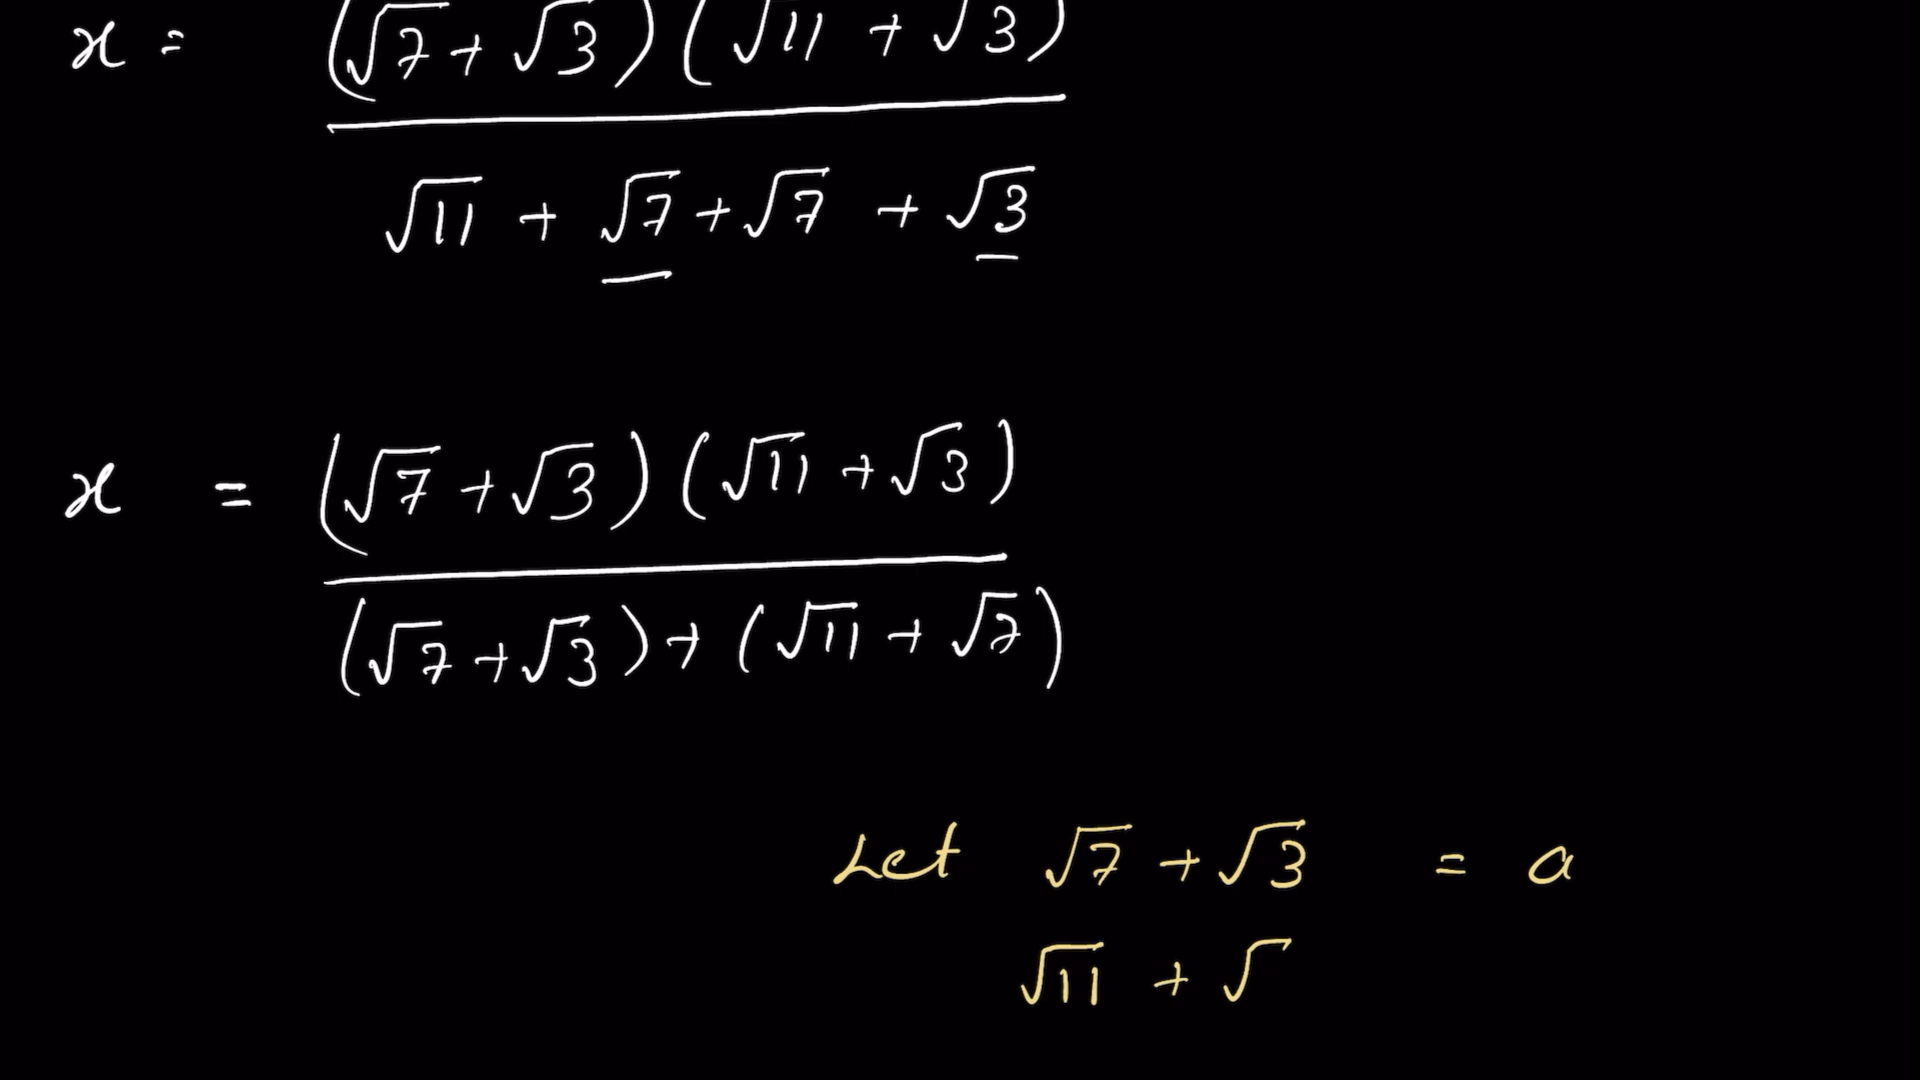 x = (√7 + √3) (√11 + √3)
√11 + √7 + √7 + √3
x = (√7 + √3) (√11 + √3)
(√7 + √3) + (√11 + √7)
Let √7 + √3 = a
√11 + √